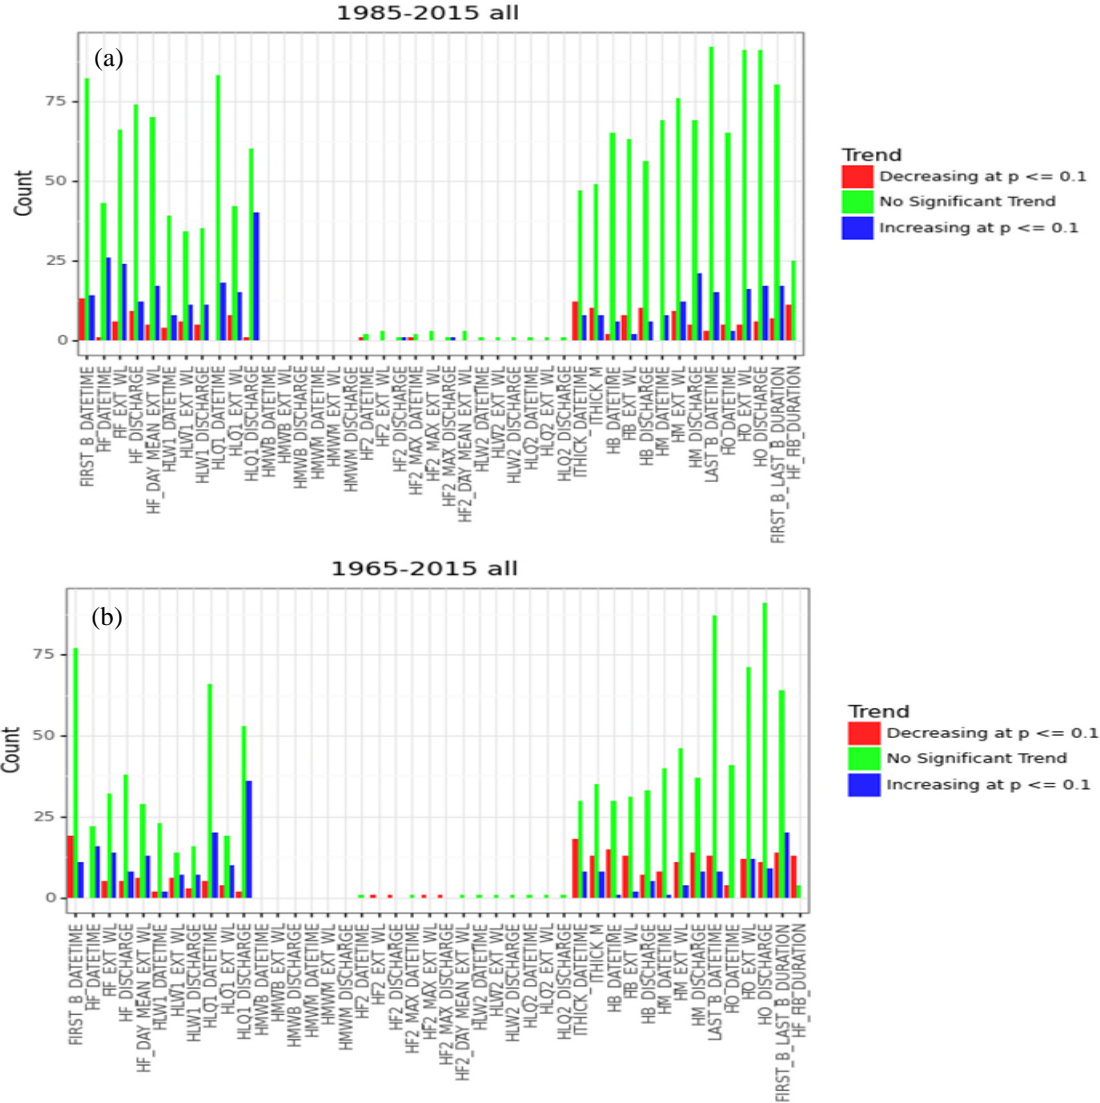 1985-2015 all
(a)
Count
75
50
25
0
FIRST_B_DATETIME
HF_DATETIME
HF_EXT_WL
HF_DISCHARGE
HF_DAY_MEAN_EXT_WL
HLW1_DATETIME
HLW1_EXT_WL
HLW1_DISCHARGE
HLQ1_DATETIME
HLQ1_EXT_WL
HLQ1_DISCHARGE
HMWB_DATETIME
HMWB_EXT_WL
HMWB_DISCHARGE
HMWM_DATETIME
HMWM_EXT_WL
HMWM_DISCHARGE
HF2_DATETIME
HF2_EXT_WL
HF2_DISCHARGE
HF2_MAX_DATETIME
HF2_MAX_EXT_WL
HF2_MAX_DISCHARGE
HF2_DAY_MEAN_EXT_WL
HLW2_DATETIME
HLW2_EXT_WL
HLW2_DISCHARGE
HLQ2_DATETIME
HLQ2_EXT_WL
HLQ2_DISCHARGE
ITHICK_DATETIME
ITHICK_M
HB_DATETIME
HB_EXT_WL
HB_DISCHARGE
HM_DATETIME
HM_EXT_WL
HM_DISCHARGE
LAST_B_DATETIME
HO_DATETIME
HO_EXT_WL
HO_DISCHARGE
FIRST_B_LAST_B_DURATION
HF_HB_DURATION
Trend
Decreasing at p <= 0.1
No Significant Trend
Increasing at p <= 0.1
1965-2015 all
(b)
Count
75
50
25
0
FIRST_B_DATETIME
HF_DATETIME
HF_EXT_WL
HF_DISCHARGE
HF_DAY_MEAN_EXT_WL
HLW1_DATETIME
HLW1_EXT_WL
HLW1_DISCHARGE
HLQ1_DATETIME
HLQ1_EXT_WL
HLQ1_DISCHARGE
HMWB_DATETIME
HMWB_EXT_WL
HMWB_DISCHARGE
HMWM_DATETIME
HMWM_EXT_WL
HMWM_DISCHARGE
HF2_DATETIME
HF2_EXT_WL
HF2_DISCHARGE
HF2_MAX_DATETIME
HF2_MAX_EXT_WL
HF2_MAX_DISCHARGE
HF2_DAY_MEAN_EXT_WL
HLW2_DATETIME
HLW2_EXT_WL
HLW2_DISCHARGE
HLQ2_DATETIME
HLQ2_EXT_WL
HLQ2_DISCHARGE
ITHICK_DATETIME
ITHICK_M
HB_DATETIME
HB_EXT_WL
HB_DISCHARGE
HM_DATETIME
HM_EXT_WL
HM_DISCHARGE
LAST_B_DATETIME
HO_DATETIME
HO_EXT_WL
HO_DISCHARGE
FIRST_B_LAST_B_DURATION
HF_HB_DURATION
Trend
Decreasing at p <= 0.1
No Significant Trend
Increasing at p <= 0.1